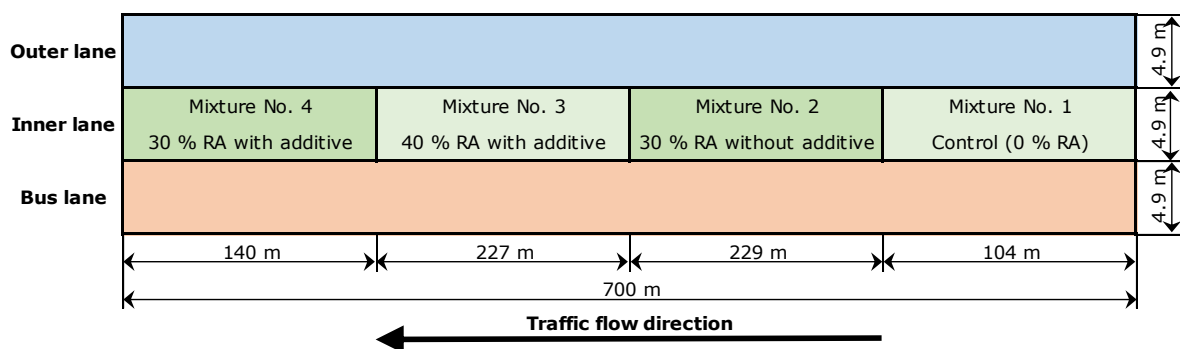 Outer lane
4.9 m
Inner lane
Mixture No. 4
30 % RA with additive
Mixture No. 3
40 % RA with additive
Mixture No. 2
30 % RA without additive
Mixture No. 1
Control (0 % RA)
4.9 m
Bus lane
4.9 m
140 m
227 m
229 m
104 m
700 m
Traffic flow direction